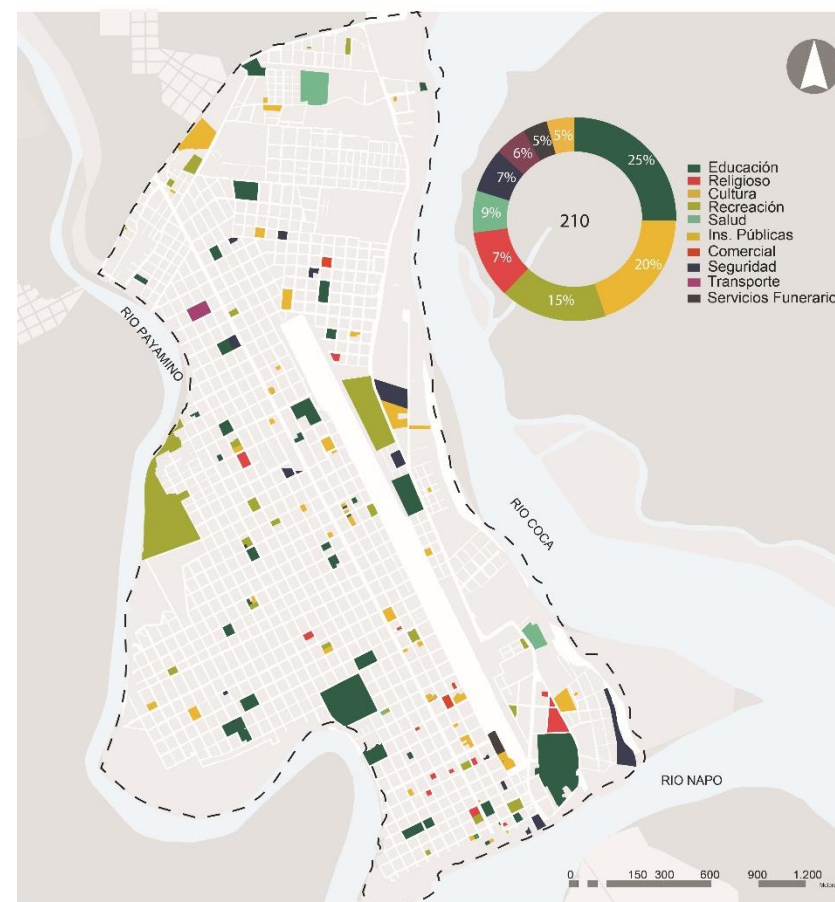 25%
20%
15%
7%
9%
7%
6%
5%
5%
210
Educación
Religioso
Cultura
Recreación
Salud
Ins. Públicas
Comercial
Seguridad
Transporte
Servicios Funerario
RIO PAYAMINO
RIO COCA
RIO NAPO
0 150 300 600 900 1.200